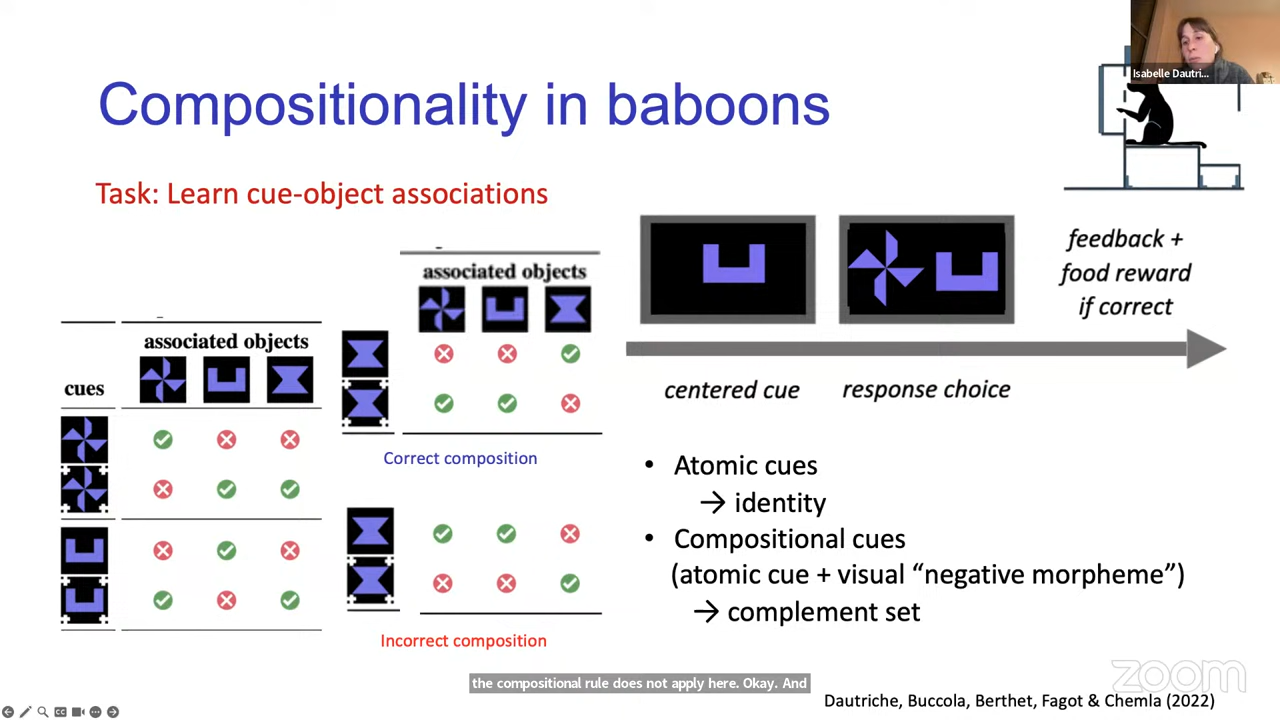 Isabelle Dautri...
Compositionality in baboons
Task: Learn cue-object associations
associated objects
associated objects
cues
Correct composition
Incorrect composition
feedback +
food reward
if correct
centered cue
response choice
• Atomic cues
→ identity
• Compositional cues
(atomic cue + visual “negative morpheme”)
→ complement set
the compositional rule does not apply here. Okay. And
zoom
Dautriche, Buccola, Berthet, Fagot & Chemla (2022)